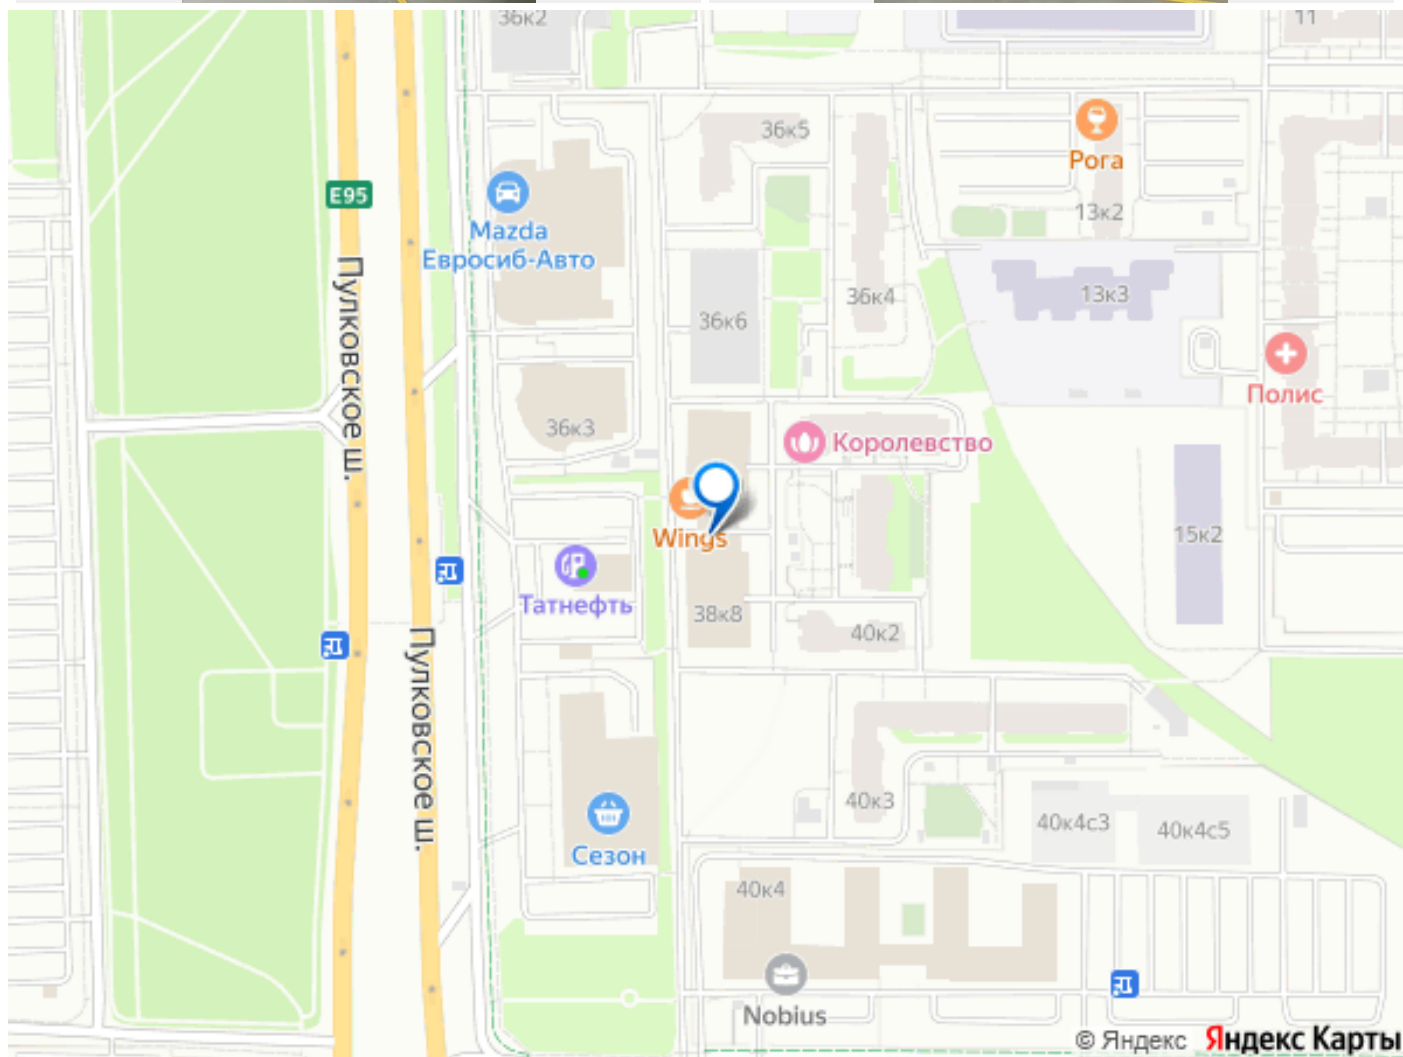 36к2
11
36к5
Рога
E95
13к2
Mazda
Евросиб-Авто
Пулковское ш.
36к4
13к3
36к6
Полис
36к3
Королевство
Wings
15к2
Татнефть
38к8
40к2
Пулковское ш.
40к3
40к4с3
40к4с5
Сезон
40к4
Nobius
© Яндекс Яндекс Карты